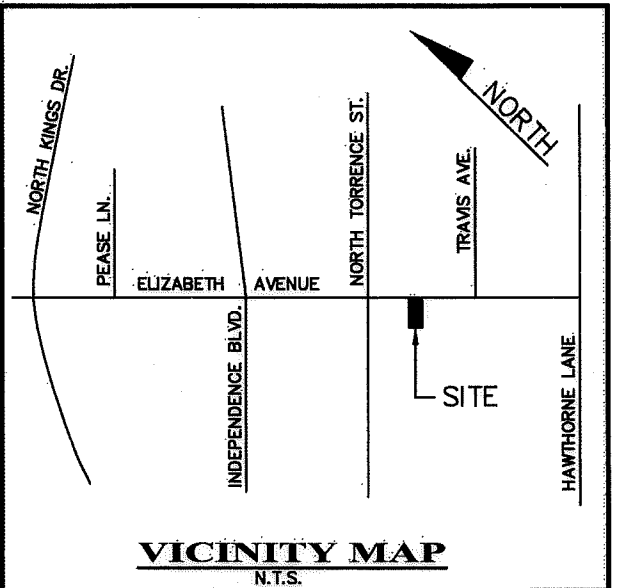 NORTH KINGS DR.
PEASE LN.
ELIZABETH AVENUE
INDEPENDENCE BLVD.
NORTH TORRENCE ST.
TRAVIS AVE.
NORTH
SITE
HAWTHORNE LANE
VICINITY MAP
N.T.S.